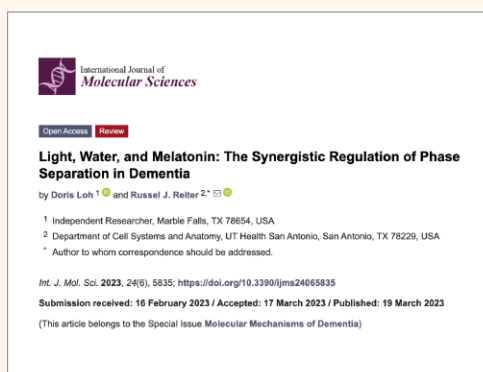 International Journal of
Molecular Sciences
Open Access Review
Light, Water, and Melatonin: The Synergistic Regulation of Phase
Separation in Dementia
by Doris Loh 1 and Russel J. Reiter 2,*
1 Independent Researcher, Marble Falls, TX 78654, USA
2 Department of Cell Systems and Anatomy, UT Health San Antonio, San Antonio, TX 78229, USA
* Author to whom correspondence should be addressed.
Int. J. Mol. Sci. 2023, 24(6), 5835; https://doi.org/10.3390/ijms24065835
Submission received: 16 February 2023 / Accepted: 17 March 2023 / Published: 19 March 2023
(This article belongs to the Special Issue Molecular Mechanisms of Dementia)